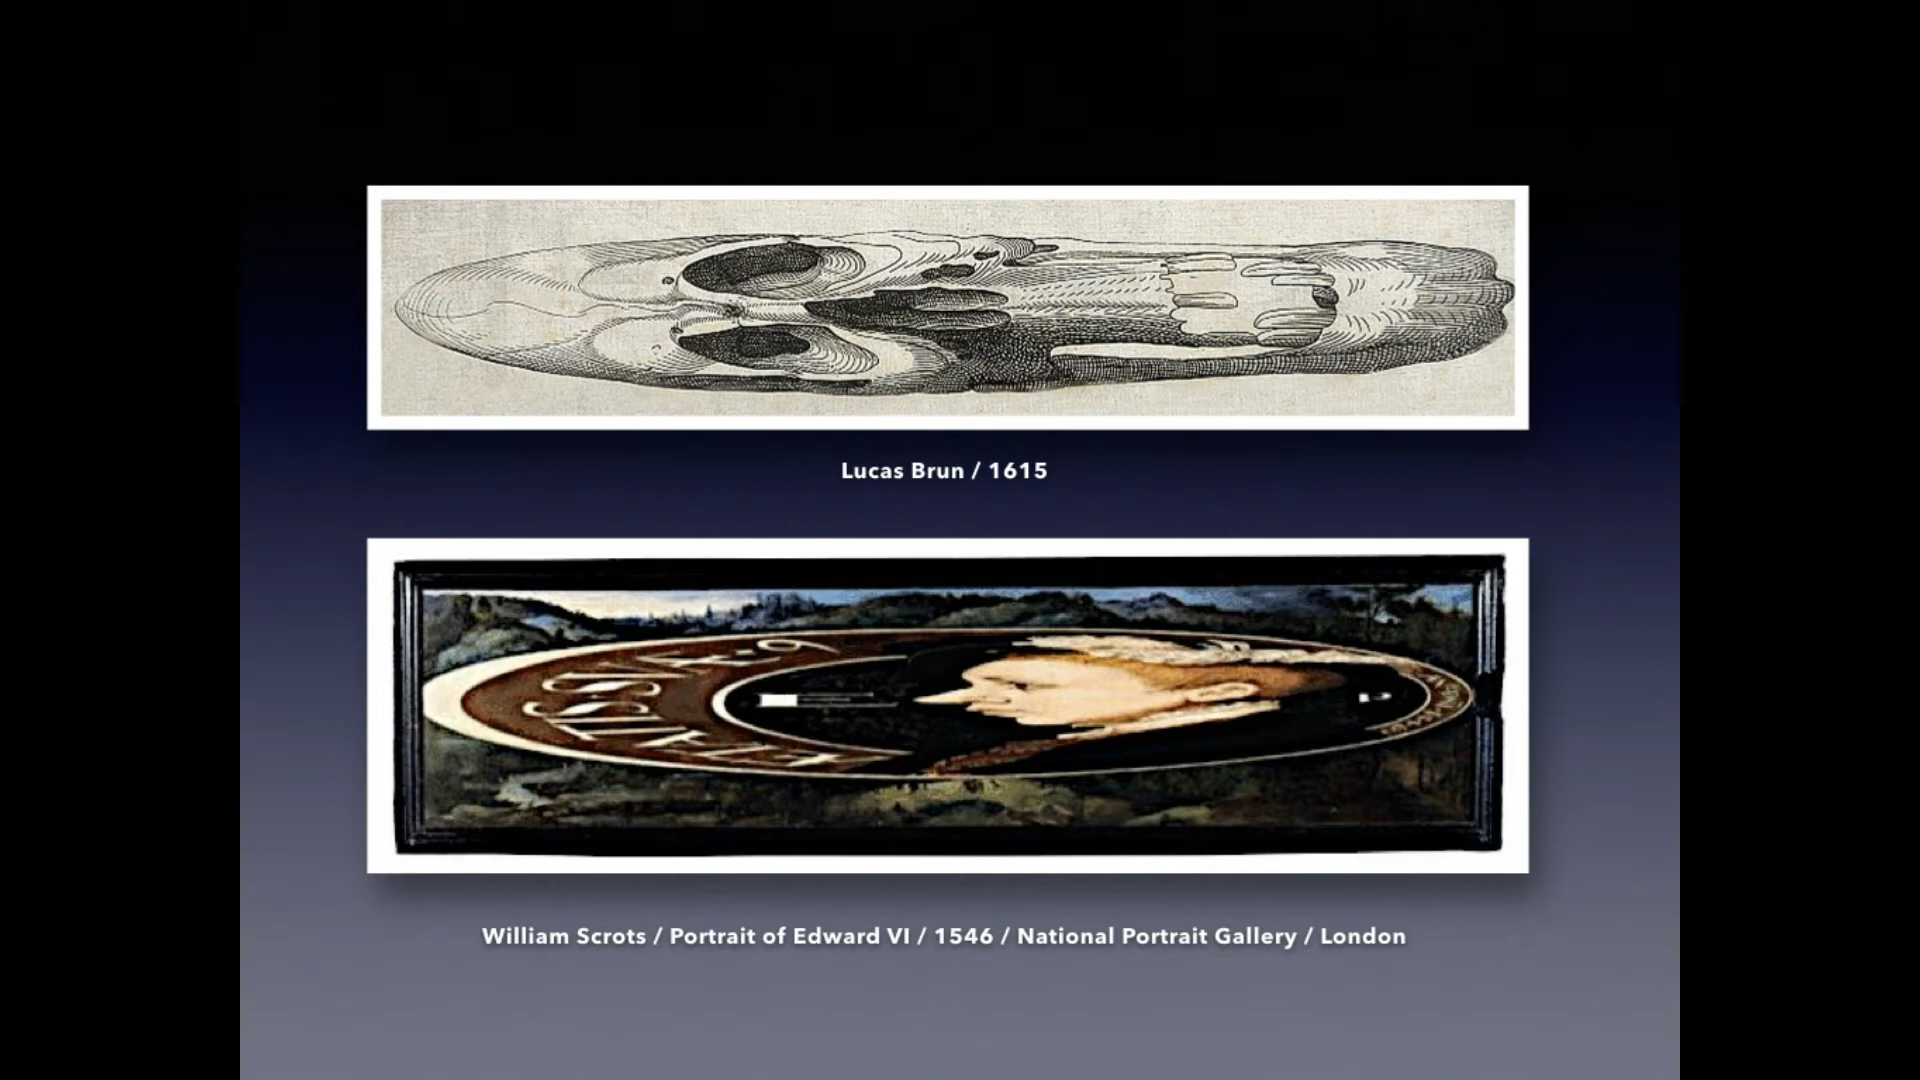 Lucas Brun / 1615
William Scrots / Portrait of Edward VI / 1546 / National Portrait Gallery / London